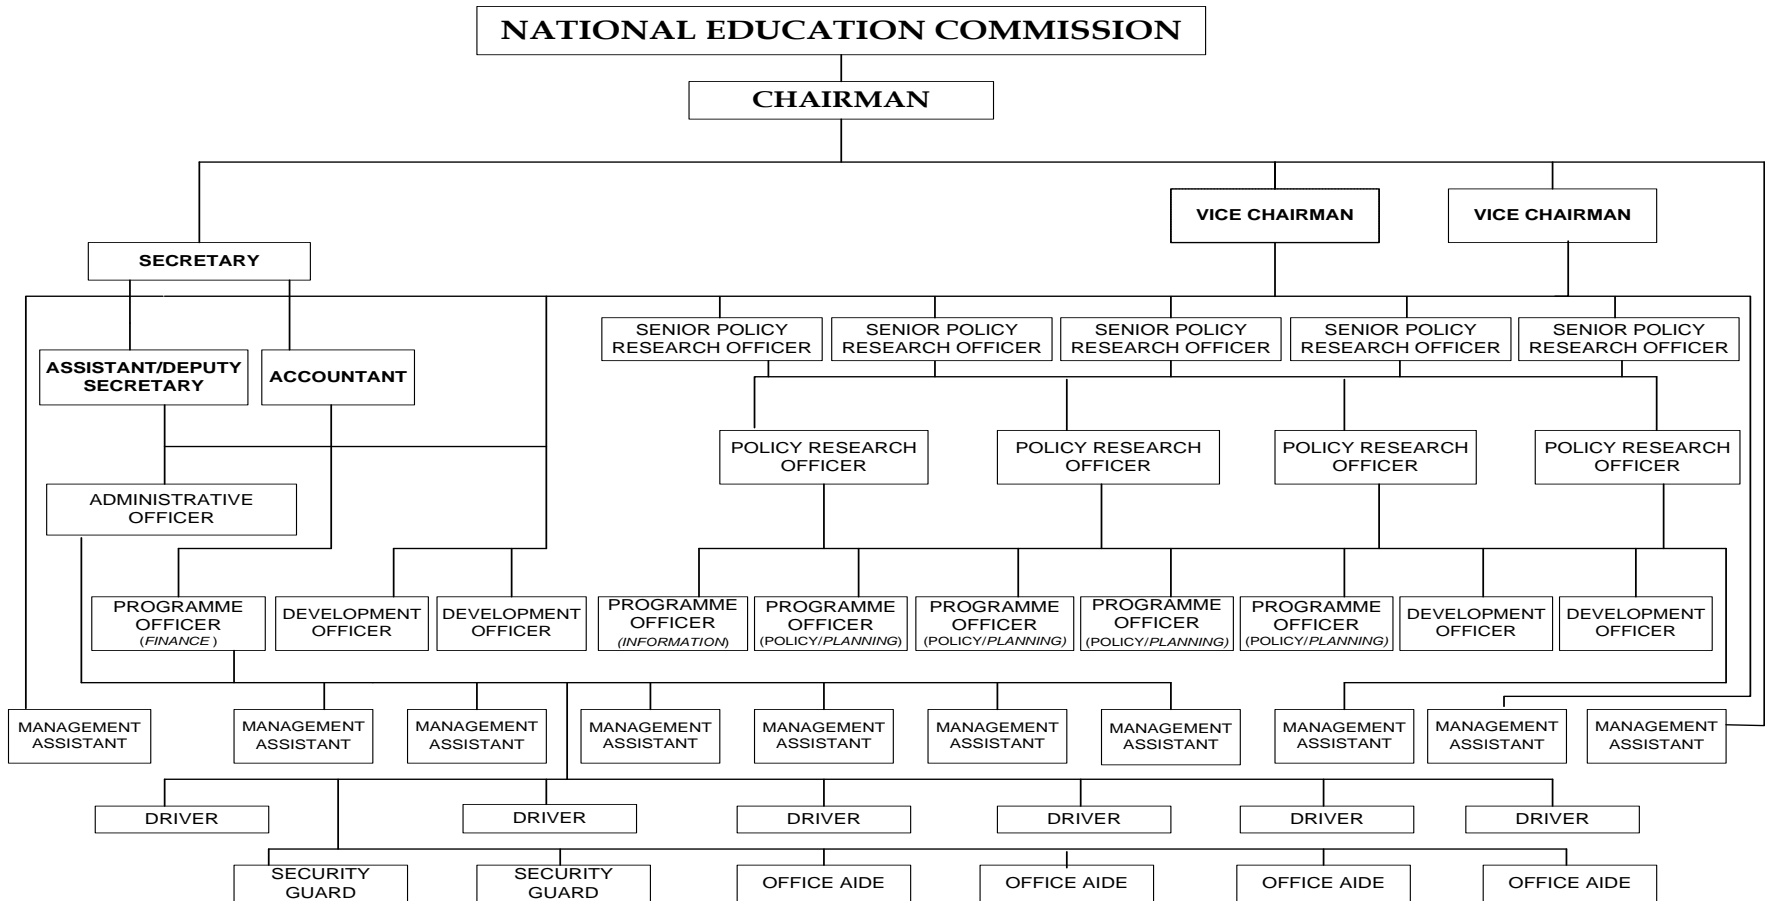 NATIONAL EDUCATION COMMISSION
CHAIRMAN
VICE CHAIRMAN
VICE CHAIRMAN
SECRETARY
SENIOR POLICY
RESEARCH OFFICER
SENIOR POLICY
RESEARCH OFFICER
SENIOR POLICY
RESEARCH OFFICER
SENIOR POLICY
RESEARCH OFFICER
SENIOR POLICY
RESEARCH OFFICER
ASSISTANT/DEPUTY
SECRETARY
ACCOUNTANT
POLICY RESEARCH
OFFICER
POLICY RESEARCH
OFFICER
POLICY RESEARCH
OFFICER
POLICY RESEARCH
OFFICER
ADMINISTRATIVE
OFFICER
PROGRAMME
OFFICER
(FINANCE )
DEVELOPMENT
OFFICER
DEVELOPMENT
OFFICER
PROGRAMME
OFFICER
(INFORMATION)
PROGRAMME
OFFICER
(POLICY/PLANNING)
PROGRAMME
OFFICER
(POLICY/PLANNING)
PROGRAMME
OFFICER
(POLICY/PLANNING)
PROGRAMME
OFFICER
(POLICY/PLANNING)
DEVELOPMENT
OFFICER
DEVELOPMENT
OFFICER
MANAGEMENT
ASSISTANT
MANAGEMENT
ASSISTANT
MANAGEMENT
ASSISTANT
MANAGEMENT
ASSISTANT
MANAGEMENT
ASSISTANT
MANAGEMENT
ASSISTANT
MANAGEMENT
ASSISTANT
MANAGEMENT
ASSISTANT
MANAGEMENT
ASSISTANT
MANAGEMENT
ASSISTANT
DRIVER
DRIVER
DRIVER
DRIVER
DRIVER
DRIVER
SECURITY
GUARD
SECURITY
GUARD
OFFICE AIDE
OFFICE AIDE
OFFICE AIDE
OFFICE AIDE